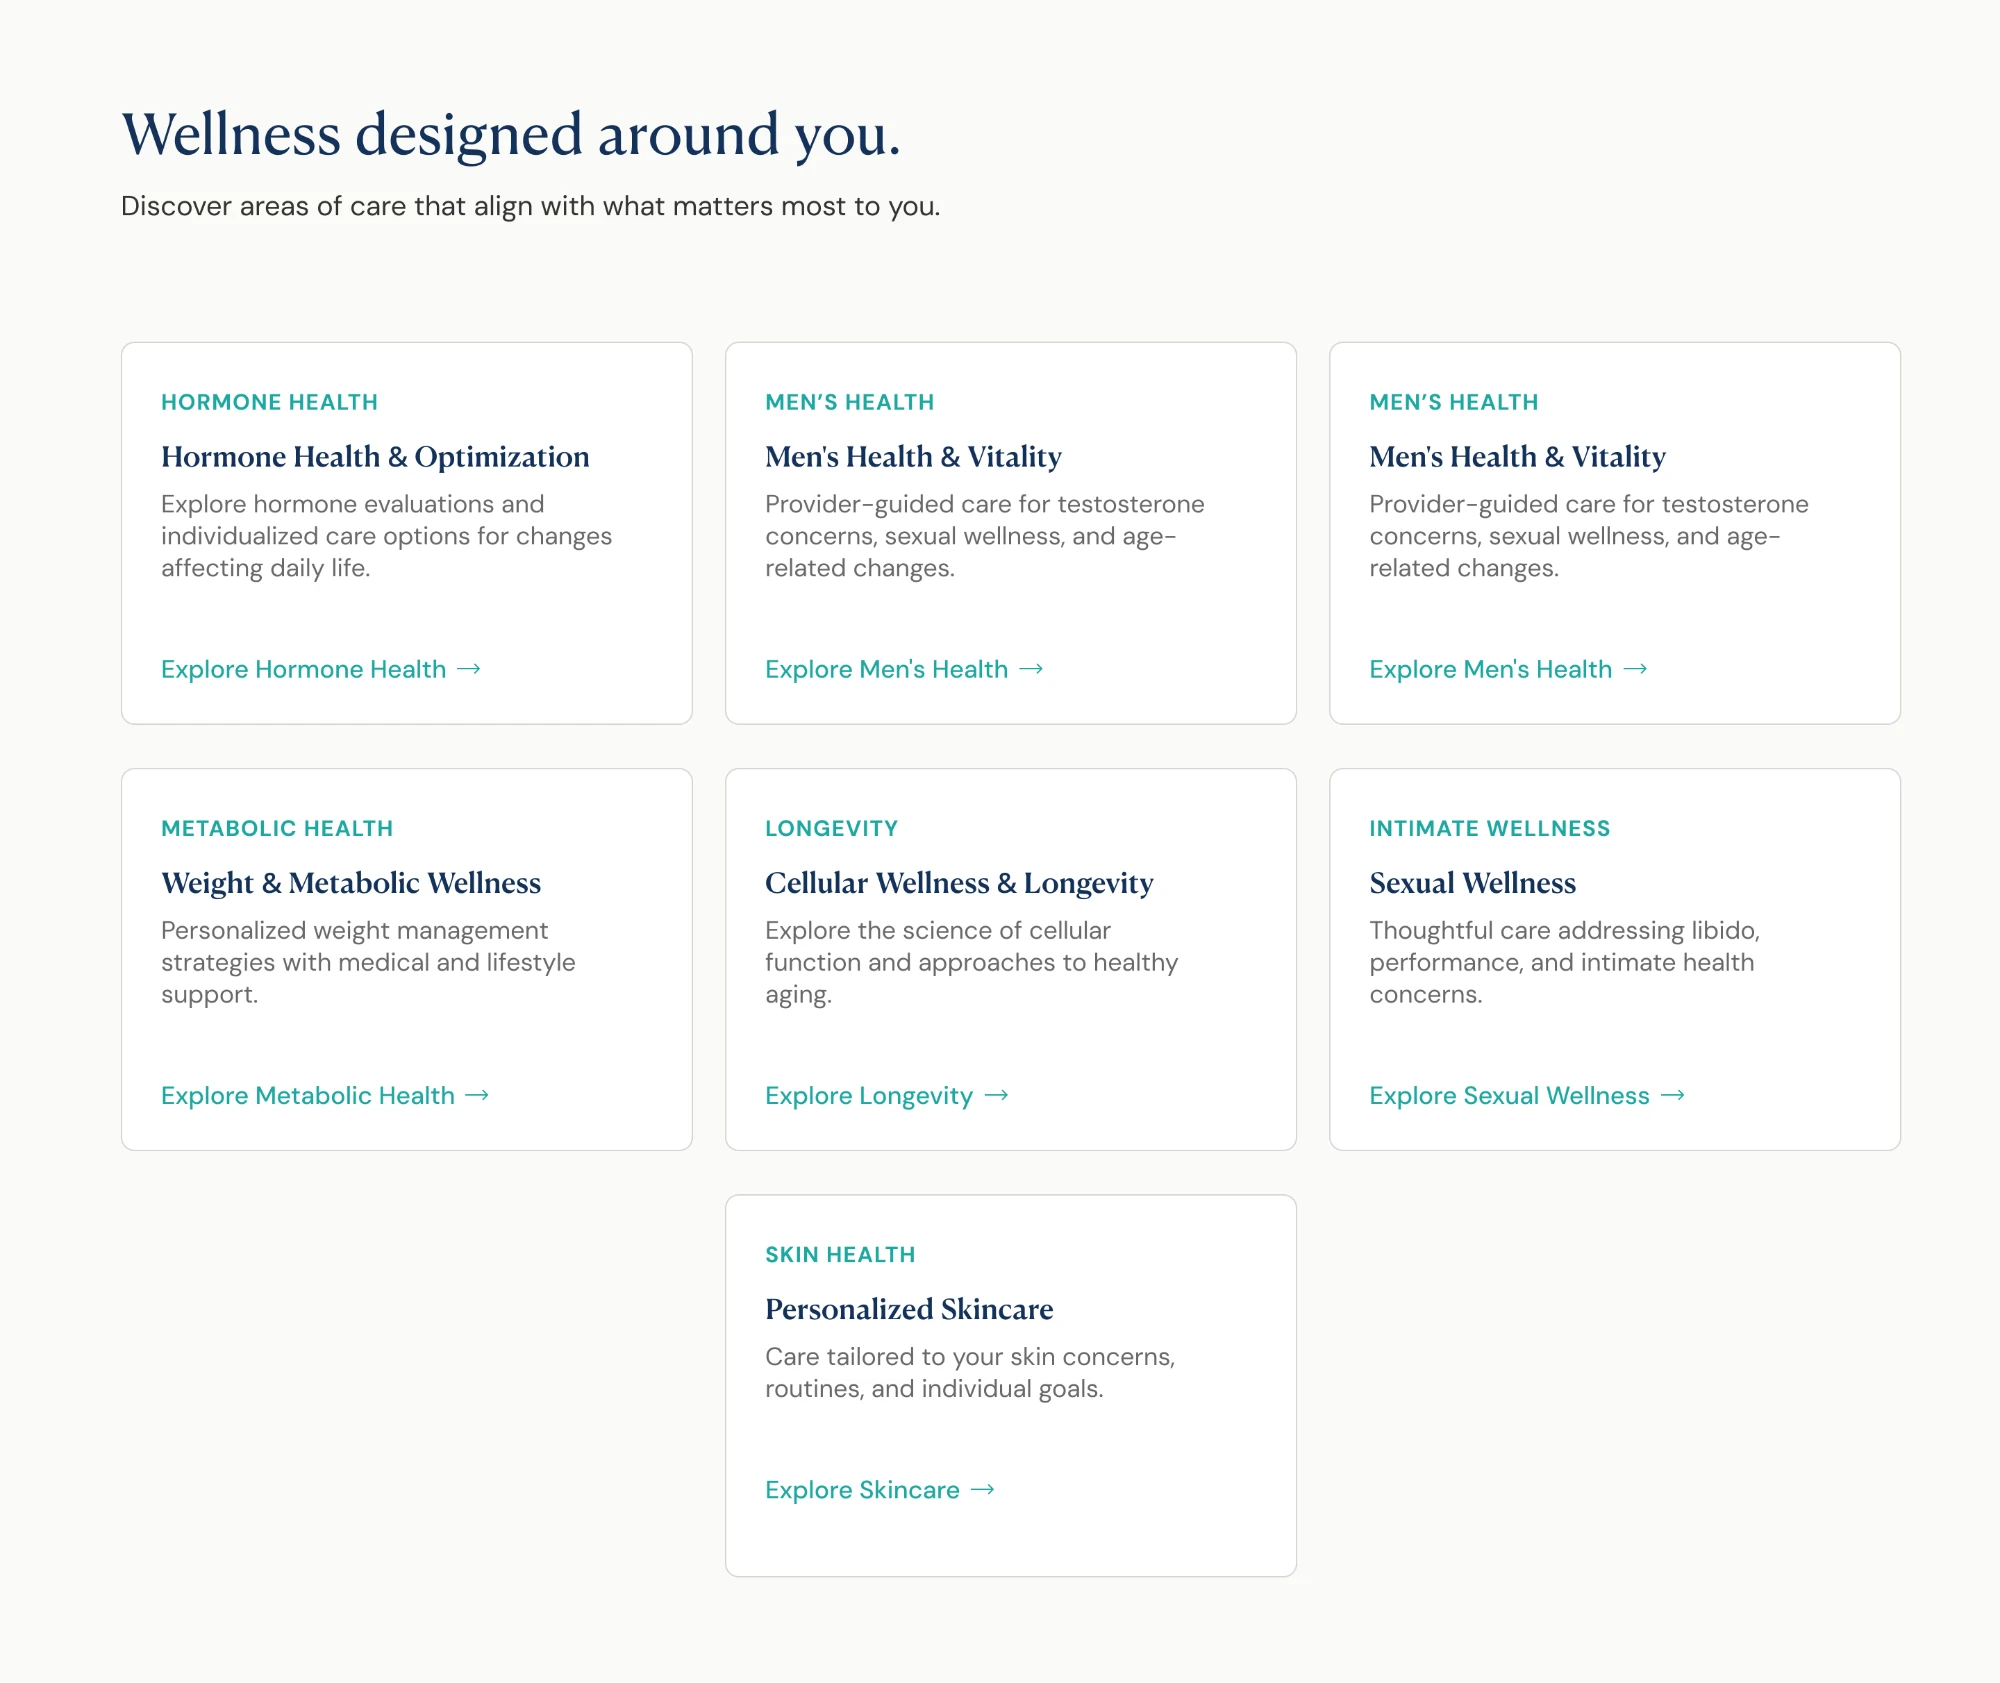 Wellness designed around you.
Discover areas of care that align with what matters most to you.
HORMONE HEALTH
Hormone Health & Optimization
Explore hormone evaluations and
individualized care options for changes
affecting daily life.
Explore Hormone Health →
MEN’S HEALTH
Men's Health & Vitality
Provider-guided care for testosterone
concerns, sexual wellness, and age-
related changes.
Explore Men's Health →
MEN’S HEALTH
Men's Health & Vitality
Provider-guided care for testosterone
concerns, sexual wellness, and age-
related changes.
Explore Men's Health →
METABOLIC HEALTH
Weight & Metabolic Wellness
Personalized weight management
strategies with medical and lifestyle
support.
Explore Metabolic Health →
LONGEVITY
Cellular Wellness & Longevity
Explore the science of cellular
function and approaches to healthy
aging.
Explore Longevity →
INTIMATE WELLNESS
Sexual Wellness
Thoughtful care addressing libido,
performance, and intimate health
concerns.
Explore Sexual Wellness →
SKIN HEALTH
Personalized Skincare
Care tailored to your skin concerns,
routines, and individual goals.
Explore Skincare →